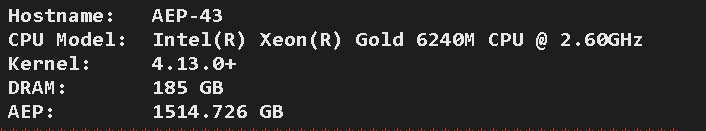 Hostname: AEP-43
CPU Model: Intel(R) Xeon(R) Gold 6240M CPU @ 2.60GHz
Kernel: 4.13.0+
DRAM: 185 GB
AEP: 1514.726 GB